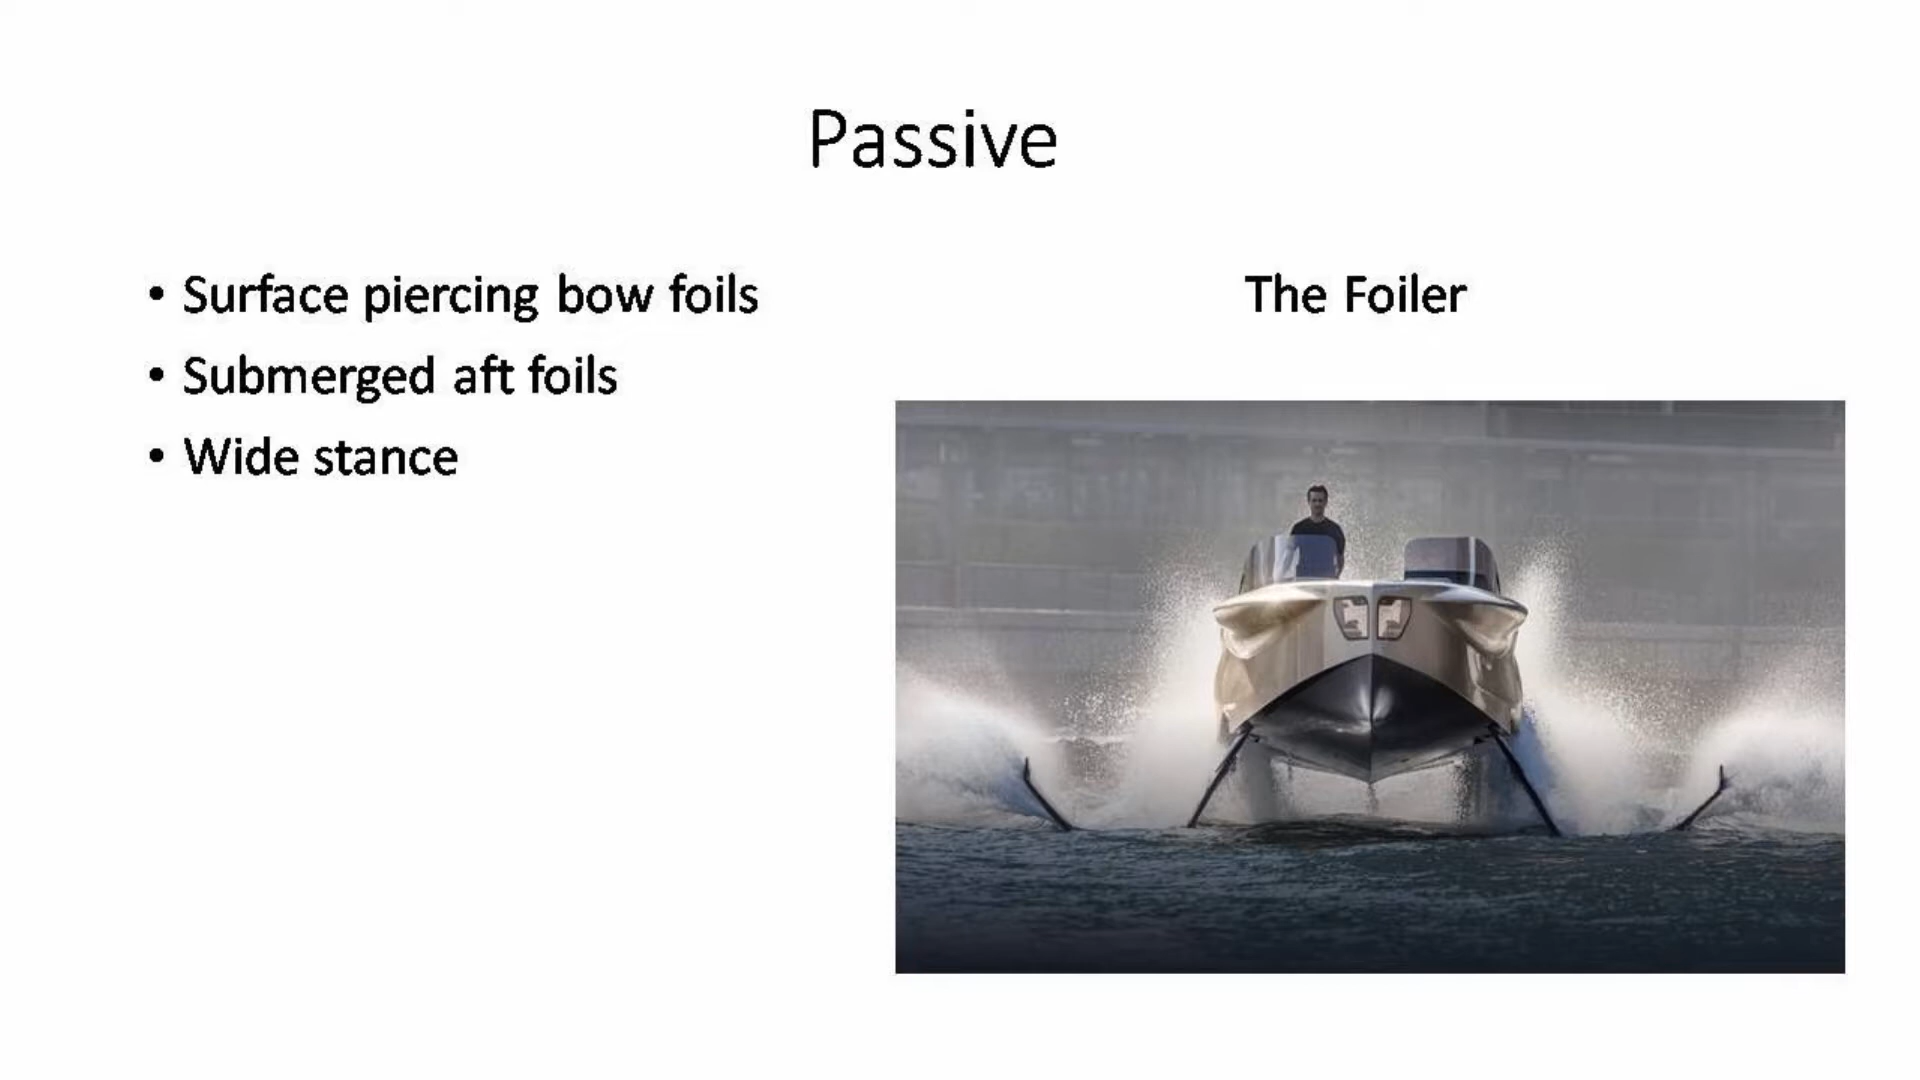 Passive
• Surface piercing bow foils
• Submerged aft foils
• Wide stance
The Foiler